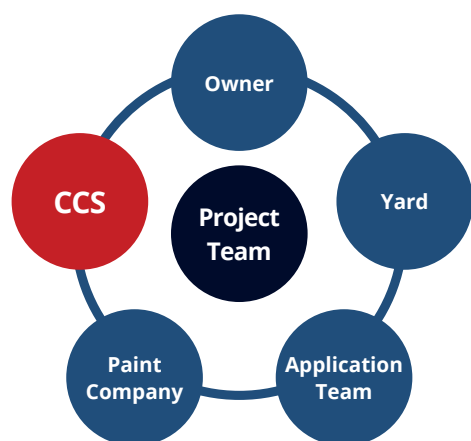 Owner
CCS
Yard
Project
Team
Paint
Company
Application
Team